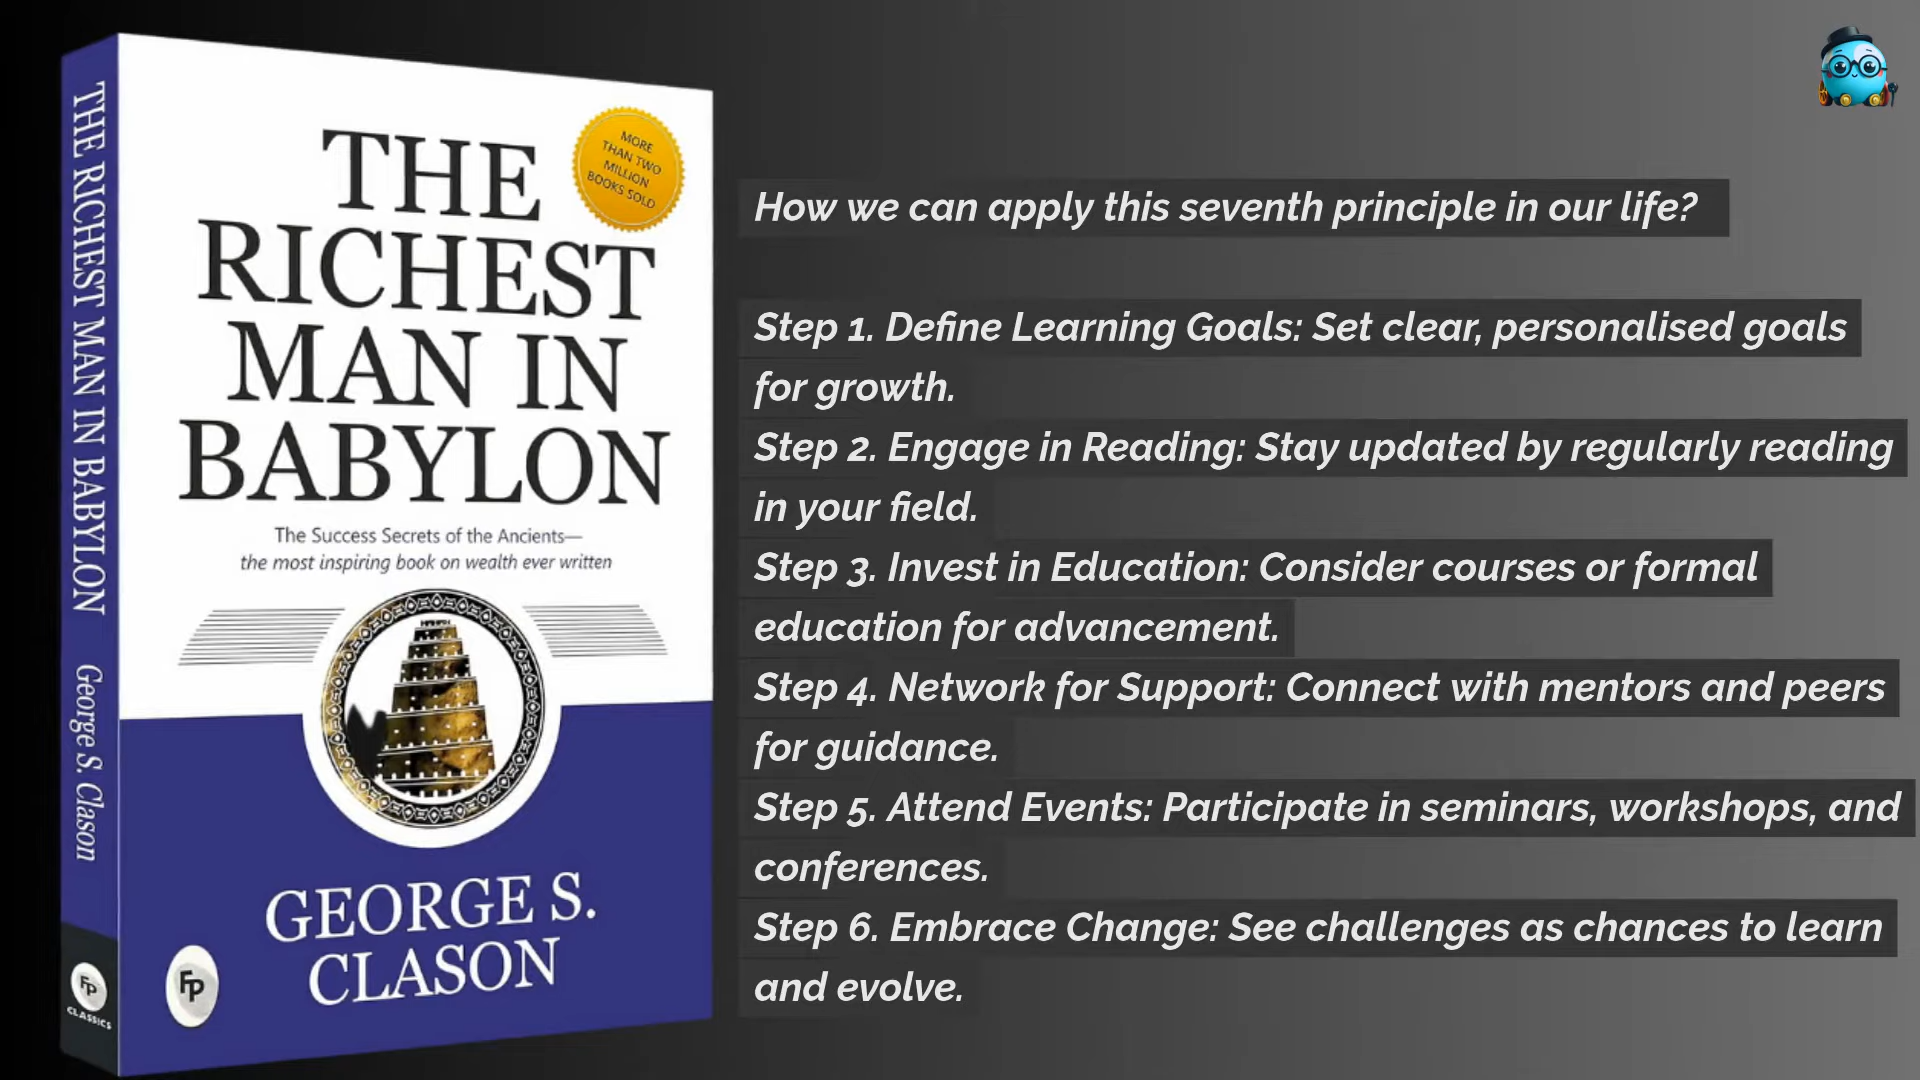 THE RICHEST MAN IN BABYLON
George S. Clason
FP
CLASSICS
THE
RICHEST
MAN IN
BABYLON
MORE
THAN TWO
MILLION
BOOKS SOLD
The Success Secrets of the Ancients—
the most inspiring book on wealth ever written
GEORGE S.
CLASON
FP
How we can apply this seventh principle in our life?
Step 1. Define Learning Goals: Set clear, personalised goals
for growth.
Step 2. Engage in Reading: Stay updated by regularly reading
in your field.
Step 3. Invest in Education: Consider courses or formal
education for advancement.
Step 4. Network for Support: Connect with mentors and peers
for guidance.
Step 5. Attend Events: Participate in seminars, workshops, and
conferences.
Step 6. Embrace Change: See challenges as chances to learn
and evolve.